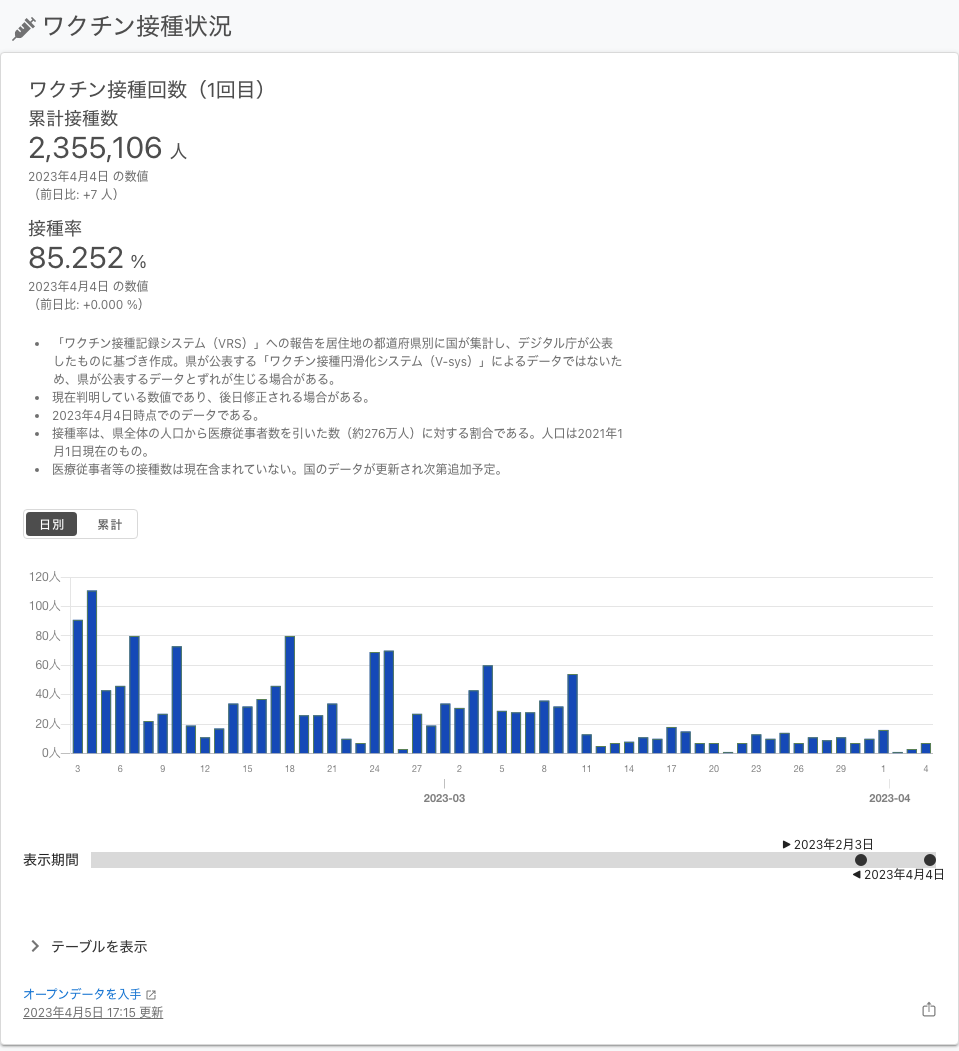 ワクチン接種状況
ワクチン接種回数（1回目）
累計接種数
2,355,106 人
2023年4月4日 の数値
（前日比: +7 人）
接種率
85.252 %
2023年4月4日 の数値
（前日比: +0.000 %）
• 「ワクチン接種記録システム（VRS）」への報告を居住地の都道府県別に国が集計し、デジタル庁が公表
したものに基づき作成。県が公表する「ワクチン接種円滑化システム（V-sys）」によるデータではないた
め、県が公表するデータとずれが生じる場合がある。
• 現在判明している数値であり、後日修正される場合がある。
• 2023年4月4日時点でのデータである。
• 接種率は、県全体の人口から医療従事者数を引いた数（約276万人）に対する割合である。人口は2021年1
月1日現在のもの。
• 医療従事者等の接種数は現在含まれていない。国のデータが更新され次第追加予定。
日別 累計
120人
100人
80人
60人
40人
20人
0人
3 6 9 12 15 18 21 24 27 2 5 8 11 14 17 20 23 26 29 1 4
2023-03 2023-04
▶ 2023年2月3日
表示期間
◀ 2023年4月4日
テーブルを表示
オープンデータを入手
2023年4月5日 17:15 更新